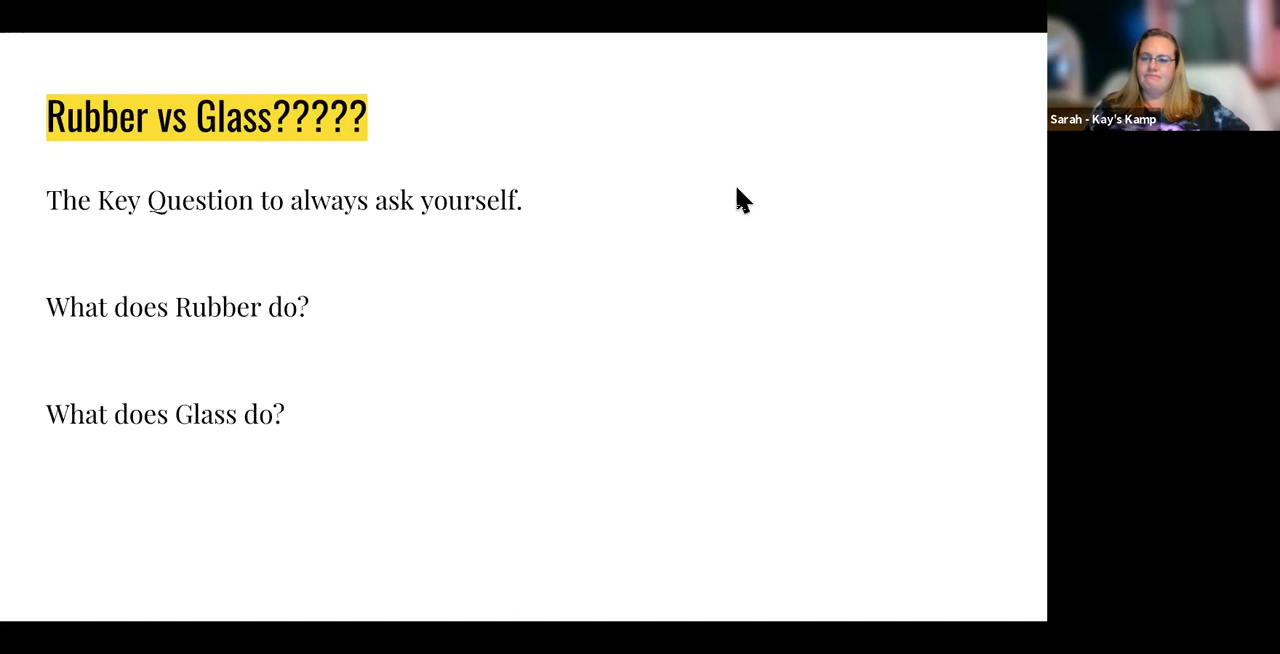 Rubber vs Glass?????
The Key Question to always ask yourself.
What does Rubber do?
What does Glass do?
Sarah - Kay's Kamp